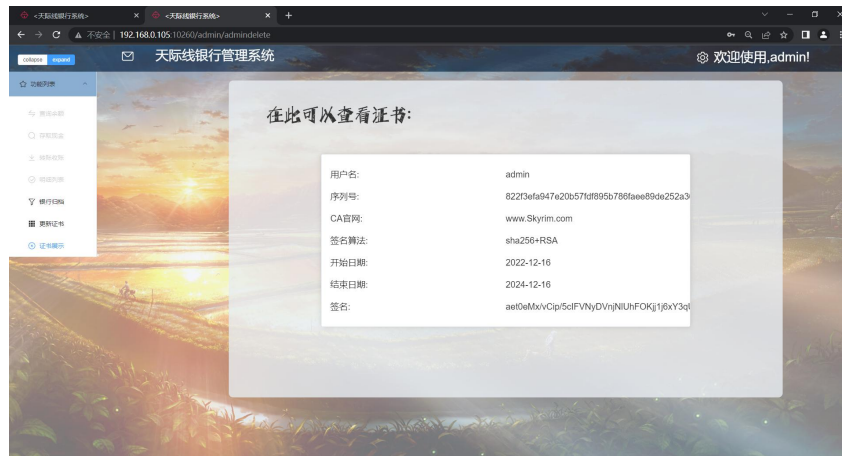 <天际线银行系统>
<天际线银行系统>
不安全 | 192.168.0.105:10260/admin/admindelete
collapse expand
天际线银行管理系统
欢迎使用,admin!
功能列表
银行归档
更新证书
证书展示
在此可以查看证书:
用户名: admin
序列号: 822f3efa947e20b57fdf895b786faee89de252a3
CA官网: www.Skyrim.com
签名算法: sha256+RSA
开始日期: 2022-12-16
结束日期: 2024-12-16
签名: aet0eMx/vCip/5cIFVNyDVnjNlUhFOKjj1j6xY3q